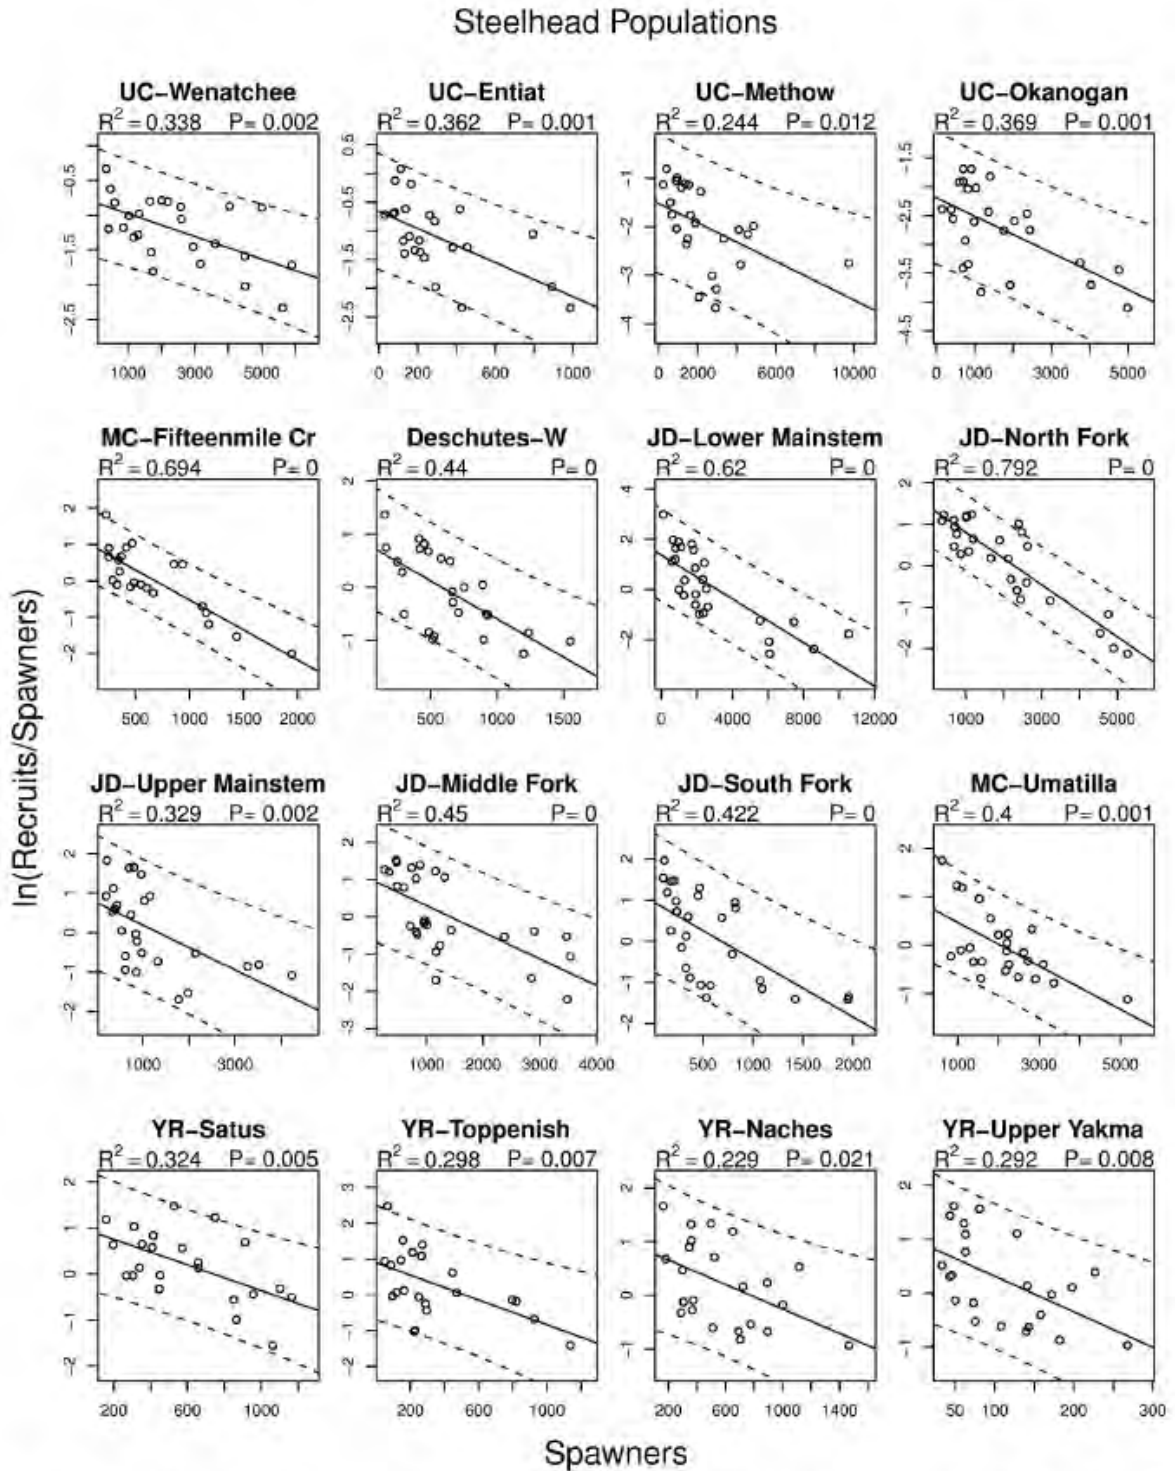 Steelhead Populations
UC−Wenatchee UC−Entiat UC−Methow UC−Okanogan
R² = 0.338 P= 0.002 R² = 0.362 P= 0.001 R² = 0.244 P= 0.012 R² = 0.369 P= 0.001
−0.5 −1.5 −2.5 0.5 −0.5 −1.5 −2.5 −1 −2 −3 −4 −1.5 −2.5 −3.5 −4.5
1000 3000 5000 0 200 600 1000 0 2000 6000 10000 0 1000 3000 5000
MC−Fifteenmile Cr Deschutes−W JD−Lower Mainstem JD−North Fork
R² = 0.694 P= 0 R² = 0.44 P= 0 R² = 0.62 P= 0 R² = 0.792 P= 0
2 1 0 −1 −2 2 1 0 −1 4 2 0 −2 2 1 0 −1 −2
500 1000 1500 2000 500 1000 1500 0 4000 8000 12000 1000 3000 5000
ln(Recruits/Spawners)
JD−Upper Mainstem JD−Middle Fork JD−South Fork MC−Umatilla
R² = 0.329 P= 0.002 R² = 0.45 P= 0 R² = 0.422 P= 0 R² = 0.4 P= 0.001
2 1 0 −1 −2 2 1 0 −1 −2 −3 2 1 0 −1 −2 2 1 0 −1
1000 3000 1000 2000 3000 4000 500 1000 1500 2000 1000 3000 5000
YR−Satus YR−Toppenish YR−Naches YR−Upper Yakma
R² = 0.324 P= 0.005 R² = 0.298 P= 0.007 R² = 0.229 P= 0.021 R² = 0.292 P= 0.008
2 1 0 −1 −2 3 2 1 0 −1 −2 2 1 0 −1 2 1 0 −1
200 600 1000 200 600 1000 200 600 1000 1400 50 100 200 300
Spawners